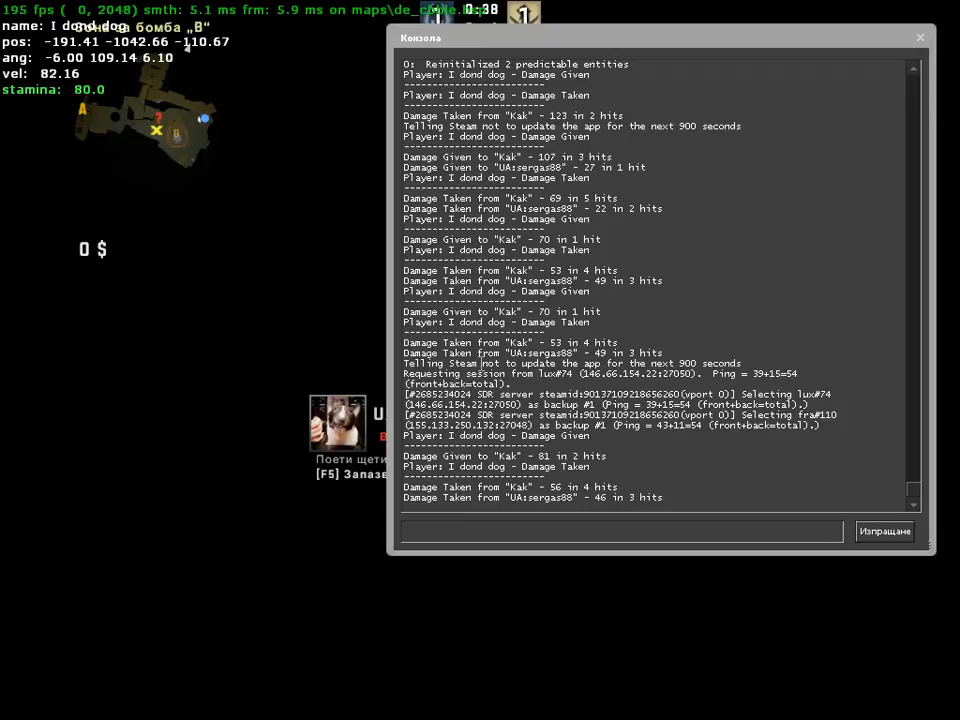 195 fps ( 0, 2048) smth: 5.1 ms frm: 5.9 ms on maps\de_cbble.bsp
name: I dond dog
Зона за бомба „B“
pos: -191.41 -1042.66 -110.67
ang: -6.00 109.14 6.10
vel: 82.16
stamina: 80.0
1
0:38
1
A
?
B
0 $
Конзола
0: Reinitialized 2 predictable entities
Player: I dond dog - Damage Given
-------------------------
Player: I dond dog - Damage Taken
-------------------------
Damage Taken from "Kak" - 123 in 2 hits
Telling Steam not to update the app for the next 900 seconds
Player: I dond dog - Damage Given
-------------------------
Damage Given to "Kak" - 107 in 3 hits
Damage Given to "UA:sergas88" - 27 in 1 hit
Player: I dond dog - Damage Taken
-------------------------
Damage Taken from "Kak" - 69 in 5 hits
Damage Taken from "UA:sergas88" - 22 in 2 hits
Player: I dond dog - Damage Given
-------------------------
Damage Given to "Kak" - 70 in 1 hit
Player: I dond dog - Damage Taken
-------------------------
Damage Taken from "Kak" - 53 in 4 hits
Damage Taken from "UA:sergas88" - 49 in 3 hits
Player: I dond dog - Damage Given
-------------------------
Damage Given to "Kak" - 70 in 1 hit
Player: I dond dog - Damage Taken
-------------------------
Damage Taken from "Kak" - 53 in 4 hits
Damage Taken from "UA:sergas88" - 49 in 3 hits
Telling Steam not to update the app for the next 900 seconds
Requesting session from lux#74 (146.66.154.22:27050). Ping = 39+15=54
(front+back=total).
[#2685234024 SDR server steamid:90137109218656260(vport 0)] Selecting lux#74
(146.66.154.22:27050) as backup #1 (Ping = 39+15=54 (front+back=total).)
[#2685234024 SDR server steamid:90137109218656260(vport 0)] Selecting fra#110
(155.133.250.132:27048) as backup #1 (Ping = 43+11=54 (front+back=total).)
Player: I dond dog - Damage Given
-------------------------
Damage Given to "Kak" - 81 in 2 hits
Player: I dond dog - Damage Taken
-------------------------
Damage Taken from "Kak" - 56 in 4 hits
Damage Taken from "UA:sergas88" - 46 in 3 hits
Изпращане
U
В
Поети щети
[F5] Запазв